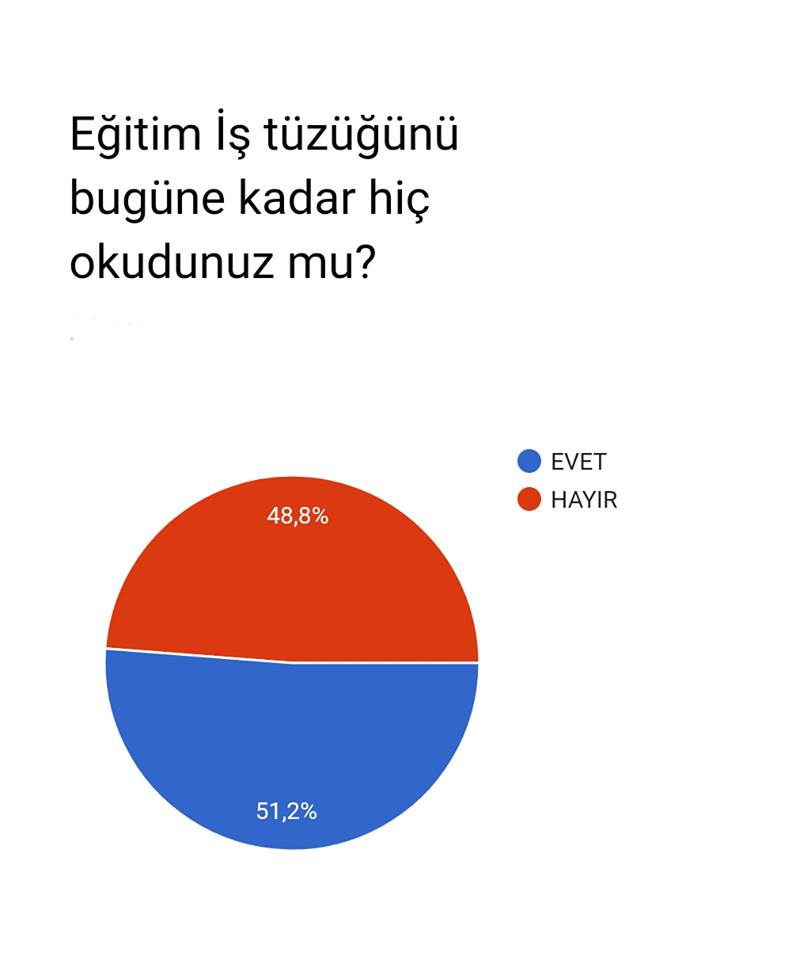 Eğitim İş tüzüğünü
bugüne kadar hiç
okudunuz mu?
EVET
HAYIR
48,8%
51,2%